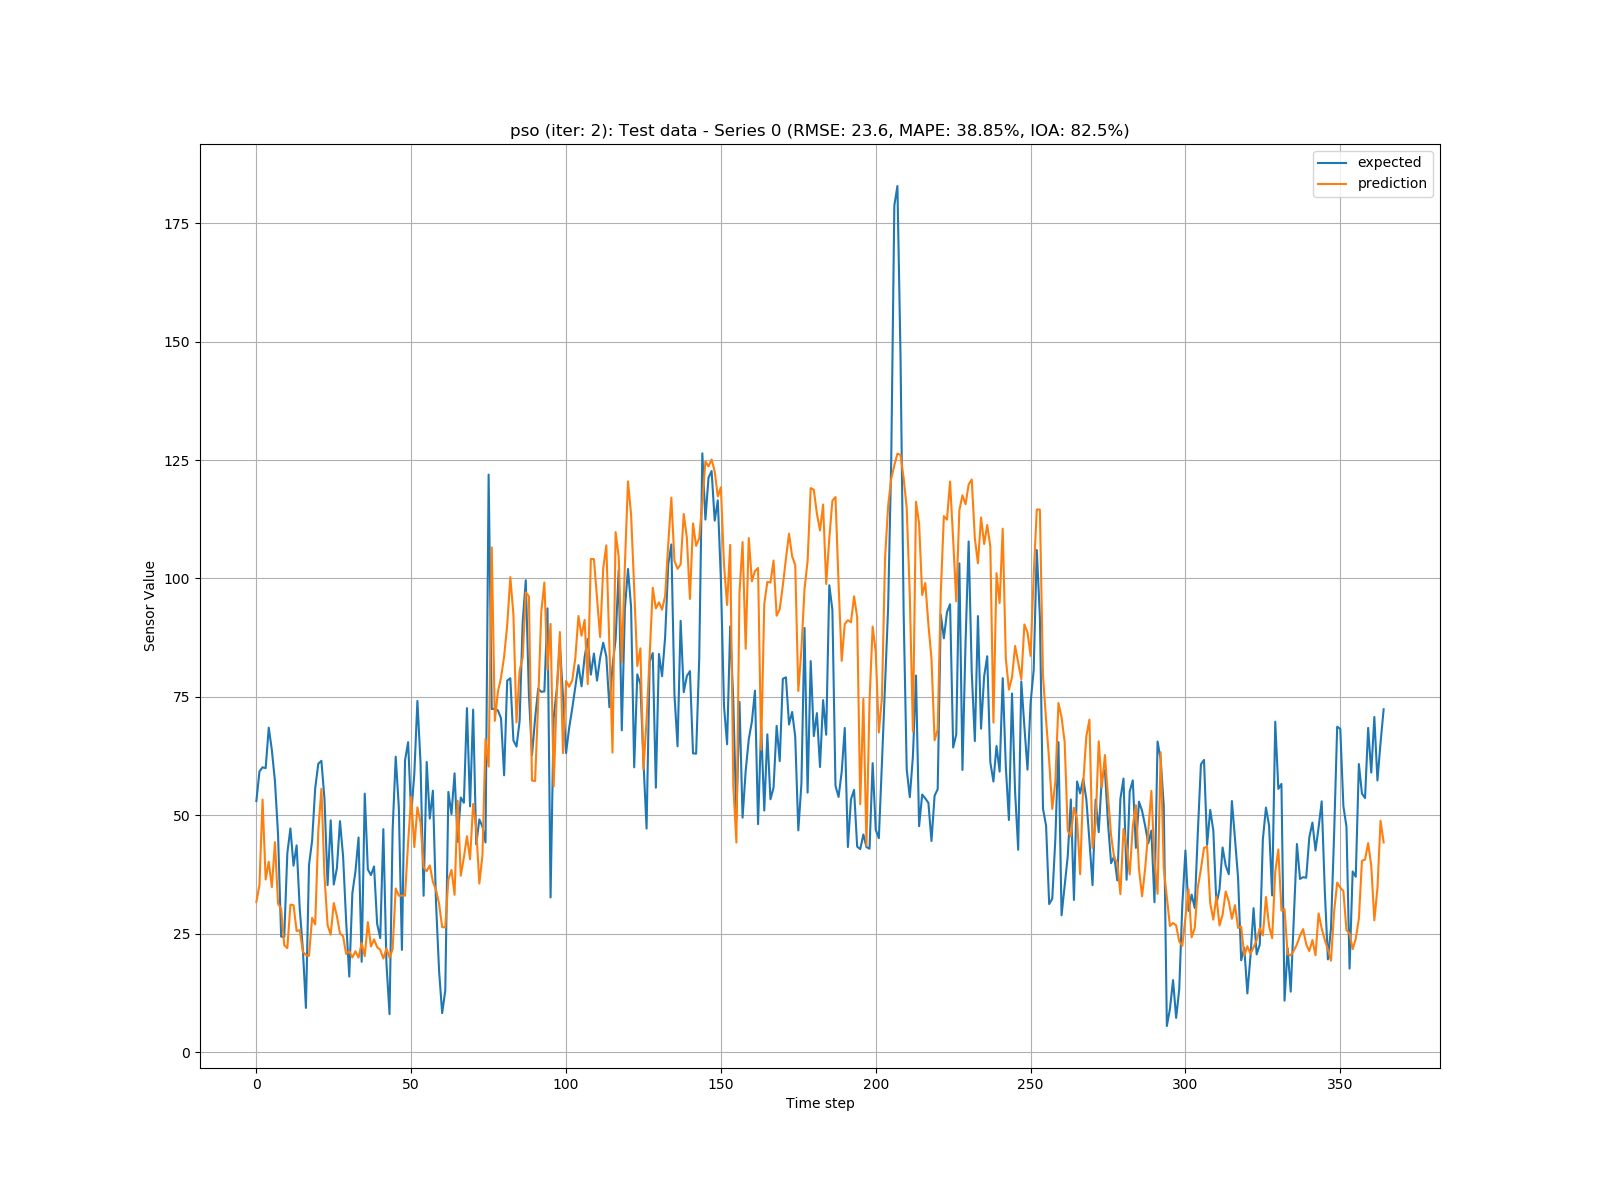 pso (iter: 2): Test data - Series 0 (RMSE: 23.6, MAPE: 38.85%, IOA: 82.5%)
expected
prediction
175
150
125
100
75
50
25
0
Sensor Value
0 50 100 150 200 250 300 350
Time step